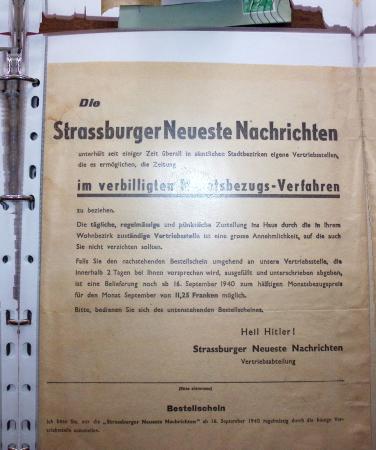 Die
Strassburger Neueste Nachrichten
unterhält seit einiger Zeit überall in sämtlichen Stadtbezirken eigene Vertriebsstellen,
die es ermöglichen, die Zeitung
im verbilligten Monatsbezugs-Verfahren
zu beziehen.
Die tägliche, regelmässige und pünktliche Zustellung ins Haus durch die in Ihrem
Wohnbezirk zuständige Vertriebsstelle ist eine grosse Annehmlichkeit, auf die auch
Sie nicht verzichten sollten.
Falls Sie den nachstehenden Bestellschein umgehend an unsere Vertriebsstelle, die
innerhalb 2 Tagen bei Ihnen vorsprechen wird, ausgefüllt und unterschrieben abgeben,
ist eine Belieferung noch ab 16. September 1940 zum hälftigen Monatsbezugspreis
für den Monat September von 11,25 Franken möglich.
Bitte, bedienen Sie sich des untenstehenden Bestellscheines.
Heil Hitler!
Strassburger Neueste Nachrichten
Vertriebsabteilung
Bestellschein
Ich bitte Sie, mir die „Strassburger Neueste Nachrichten" ab 16. September 1940 regelmässig durch die hiesige Ver-
triebsstelle zuzustellen.